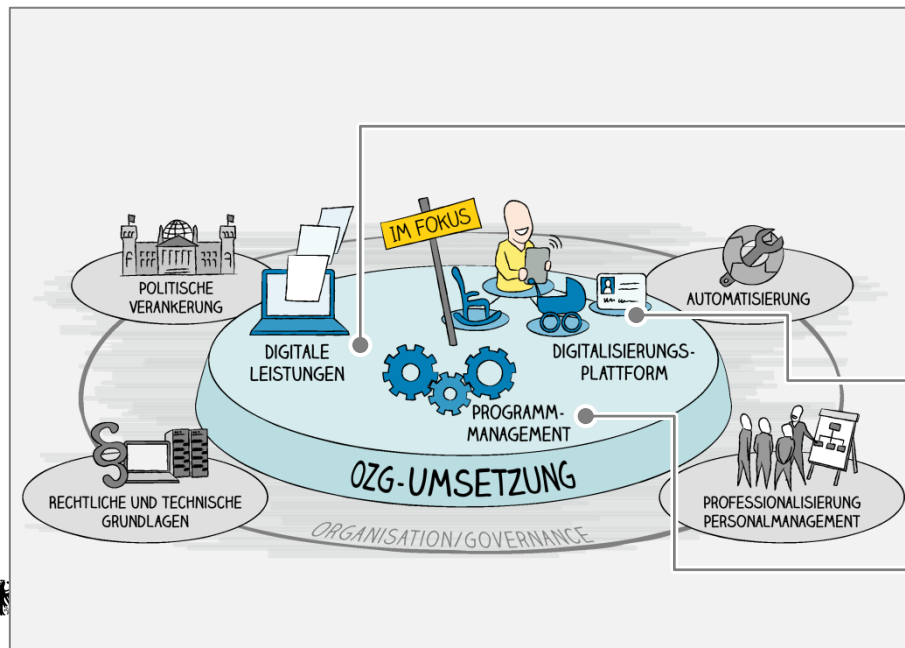 IM FOKUS
POLITISCHE
VERANKERUNG
AUTOMATISIERUNG
DIGITALE
LEISTUNGEN
DIGITALISIERUNGS-
PLATTFORM
PROGRAMM-
MANAGEMENT
OZG-UMSETZUNG
RECHTLICHE UND TECHNISCHE
GRUNDLAGEN
PROFESSIONALISIERUNG
PERSONALMANAGEMENT
ORGANISATION/GOVERNANCE